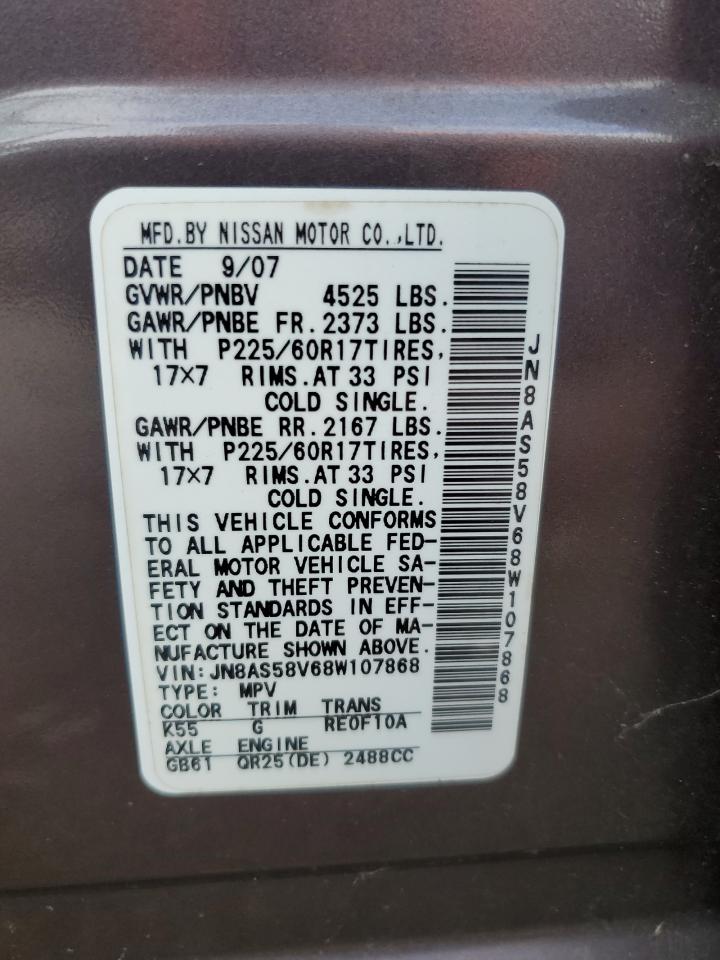 MFD.BY NISSAN MOTOR CO.,LTD.
DATE 9/07
GVWR/PNBV 4525 LBS.
GAWR/PNBE FR.2373 LBS.
WITH P225/60R17TIRES,
17×7 RIMS.AT 33 PSI
COLD SINGLE.
GAWR/PNBE RR.2167 LBS.
WITH P225/60R17TIRES,
17×7 RIMS.AT 33 PSI
COLD SINGLE.
THIS VEHICLE CONFORMS
TO ALL APPLICABLE FED-
ERAL MOTOR VEHICLE SA-
FETY AND THEFT PREVEN-
TION STANDARDS IN EFF-
ECT ON THE DATE OF MA-
NUFACTURE SHOWN ABOVE.
VIN:JN8AS58V68W107868
TYPE: MPV
COLOR TRIM TRANS
K55 G RE0F10A
AXLE ENGINE
GB61 QR25(DE) 2488CC
JN8AS58V68W107868